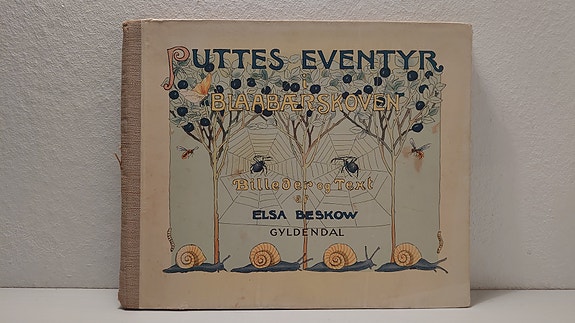 PUTTES EVENTYR
i
BLAABÆRSKOVEN
Billeder og Text
af
ELSA BESKOW
GYLDENDAL